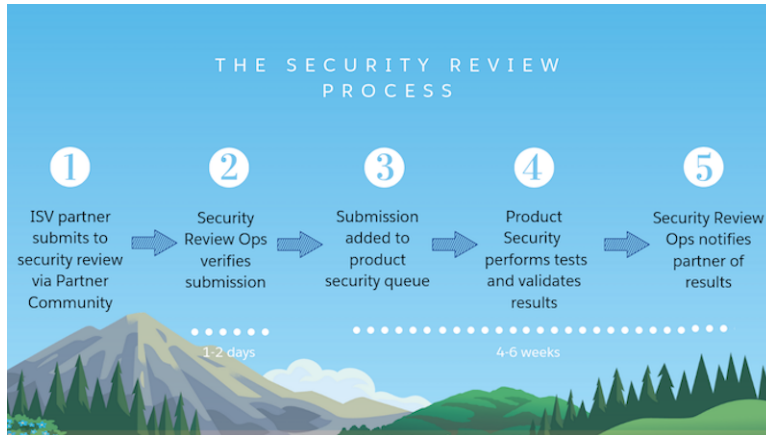 THE SECURITY REVIEW
PROCESS
1
ISV partner
submits to
security review
via Partner
Community
2
Security
Review Ops
verifies
submission
3
Submission
added to
product
security queue
4
Product
Security
performs tests
and validates
results
5
Security Review
Ops notifies
partner of
results
1-2 days
4-6 weeks